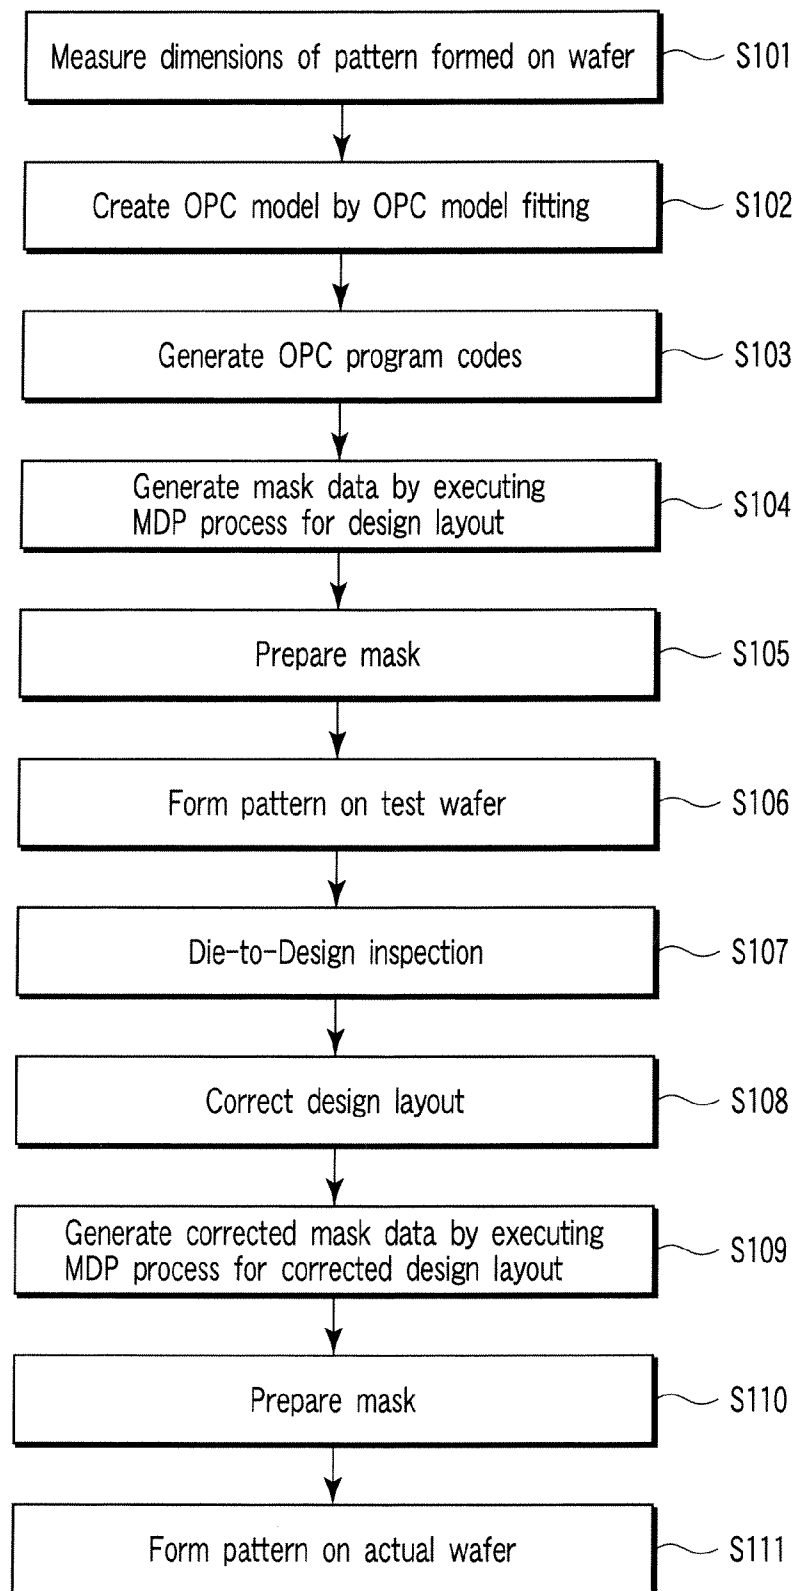 Measure dimensions of pattern formed on wafer S101
Create OPC model by OPC model fitting S102
Generate OPC program codes S103
Generate mask data by executing
MDP process for design layout S104
Prepare mask S105
Form pattern on test wafer S106
Die-to-Design inspection S107
Correct design layout S108
Generate corrected mask data by executing
MDP process for corrected design layout S109
Prepare mask S110
Form pattern on actual wafer S111